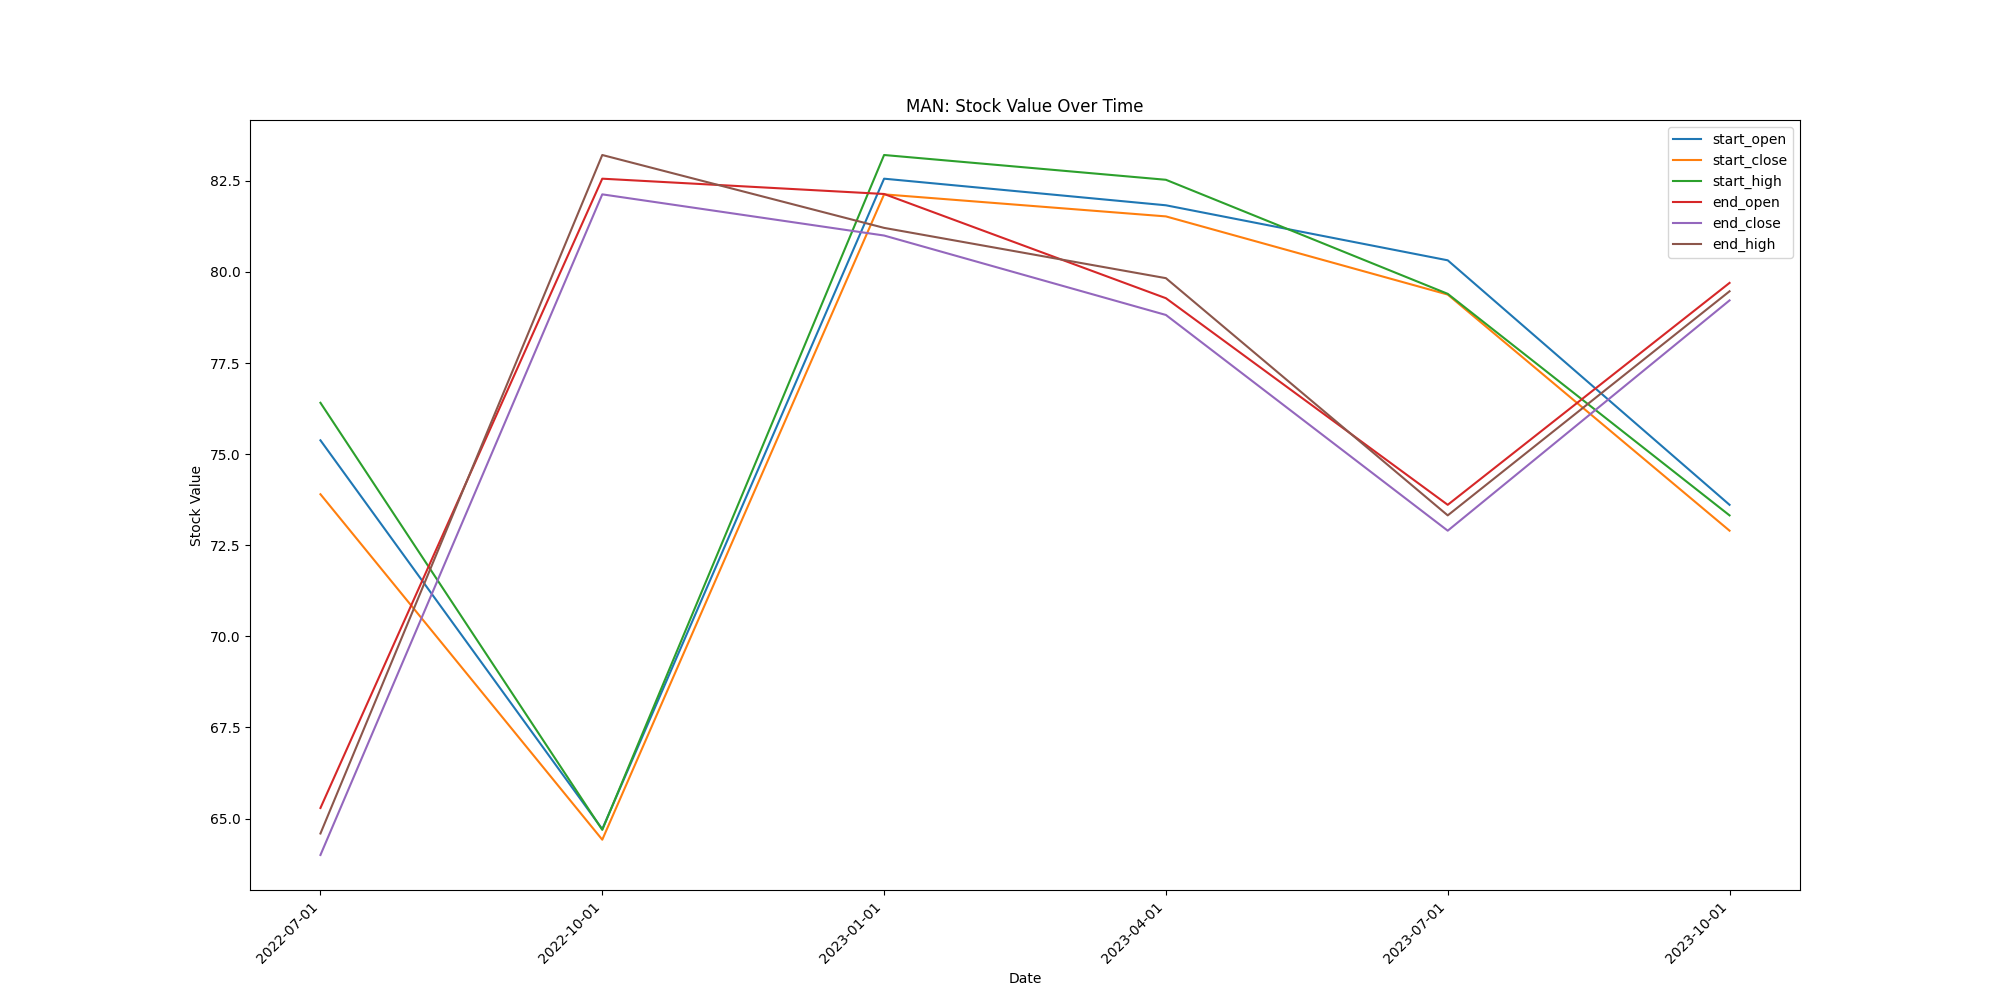 MAN: Stock Value Over Time
start_open
start_close
start_high
end_open
end_close
end_high
82.5
80.0
77.5
75.0
72.5
70.0
67.5
65.0
Stock Value
2022-07-01
2022-10-01
2023-01-01
2023-04-01
2023-07-01
2023-10-01
Date